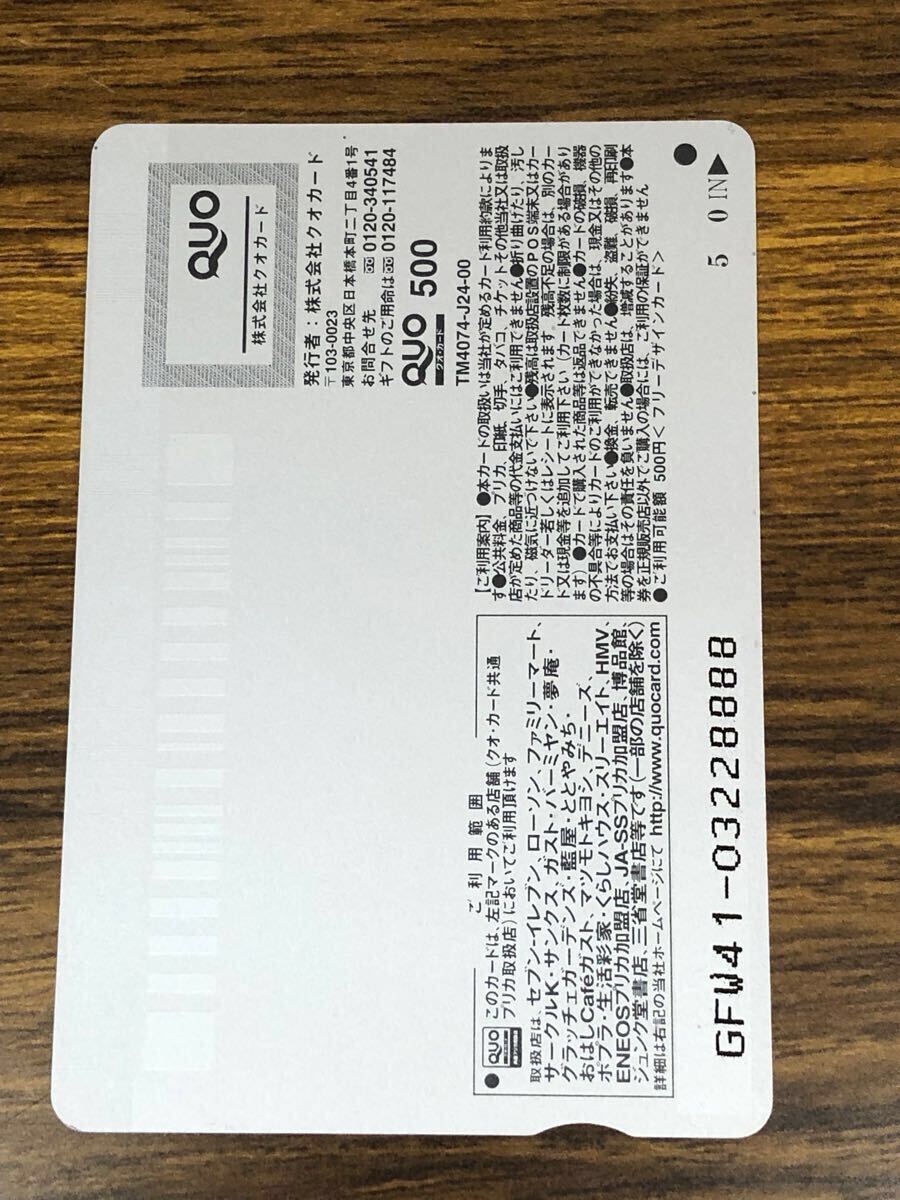 ご利用範囲
QUO
このカードは、左記マークのある店舗(クオ・カード共通
プリカ取扱店)においてご利用頂けます
取扱店は、セブン-イレブン、ローソン、ファミリーマート、
サークルK・サンクス、ガスト・バーミヤン・夢庵・
グラッチェガーデンズ・藍屋・ととやみち・
おはしCaféガスト、マツモトキヨシ、デニーズ、
ポプラ・生活彩家・くらしハウス・スリーエイト、HMV、
ENEOSプリカ加盟店、JA-SSプリカ加盟店、博品館、
ジュンク堂書店、三省堂書店等です(一部の店舗を除く)
詳細は右記の当社ホームページにて http://www.quocard.com
QUO
株式会社クオカード
発行者:株式会社クオカード
〒103-0023
東京都中央区日本橋本町二丁目4番1号
お問合せ先 0120-340541
ギフトのご用命は 0120-117484
QUO 500
クオ・カード
TM4074-J24-00
【ご利用案内】●本カードの取扱いは当社が定めるカード利用約款によりま
す●公共料金、プリカ、印紙、切手、タバコ、チケットその他当社又は取扱
店が定めた商品等の代金支払いにはご利用できません●折り曲げたり、汚し
たり、磁気に近づけないで下さい●残高は取扱店設置のPOS端末又はカー
ドリーダー若しくはレシートに表示されます。残高不足の場合は、別のカー
ド又は現金等を追加してご利用下さい(カード枚数に制限がある場合があり
ます)●カードで購入された商品等は返品できません●カードの破損、機器
の不具合等によりカードのご利用ができなかった場合は、現金又はその他の
方法でお支払い下さい●換金、転売できません●紛失、盗難、破損、再印刷
等の場合はその責任を負いません●取扱店は、増減することがあります●本
券を正規販売店以外でご購入の場合には、ご利用の保証ができません
●ご利用可能額 500円<フリーデザインカード>
GFW41-0328888
5 0 IN▶